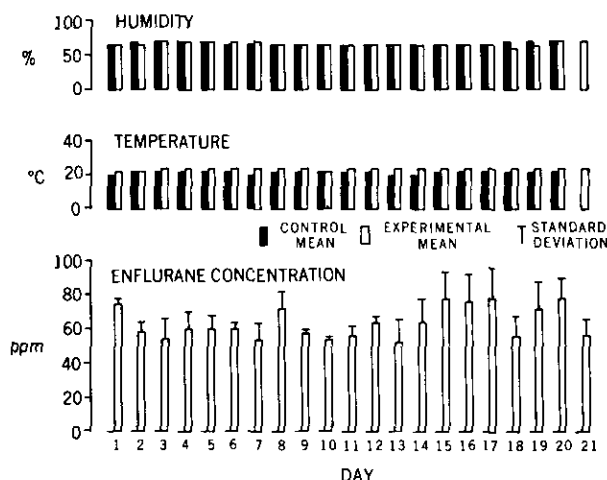 HUMIDITY
100
%
50
0
TEMPERATURE
40
°C
20
0
CONTROL MEAN
EXPERIMENTAL MEAN
STANDARD DEVIATION
ENFLURANE CONCENTRATION
100
80
ppm
60
40
20
0
1 2 3 4 5 6 7 8 9 10 11 12 13 14 15 16 17 18 19 20 21
DAY